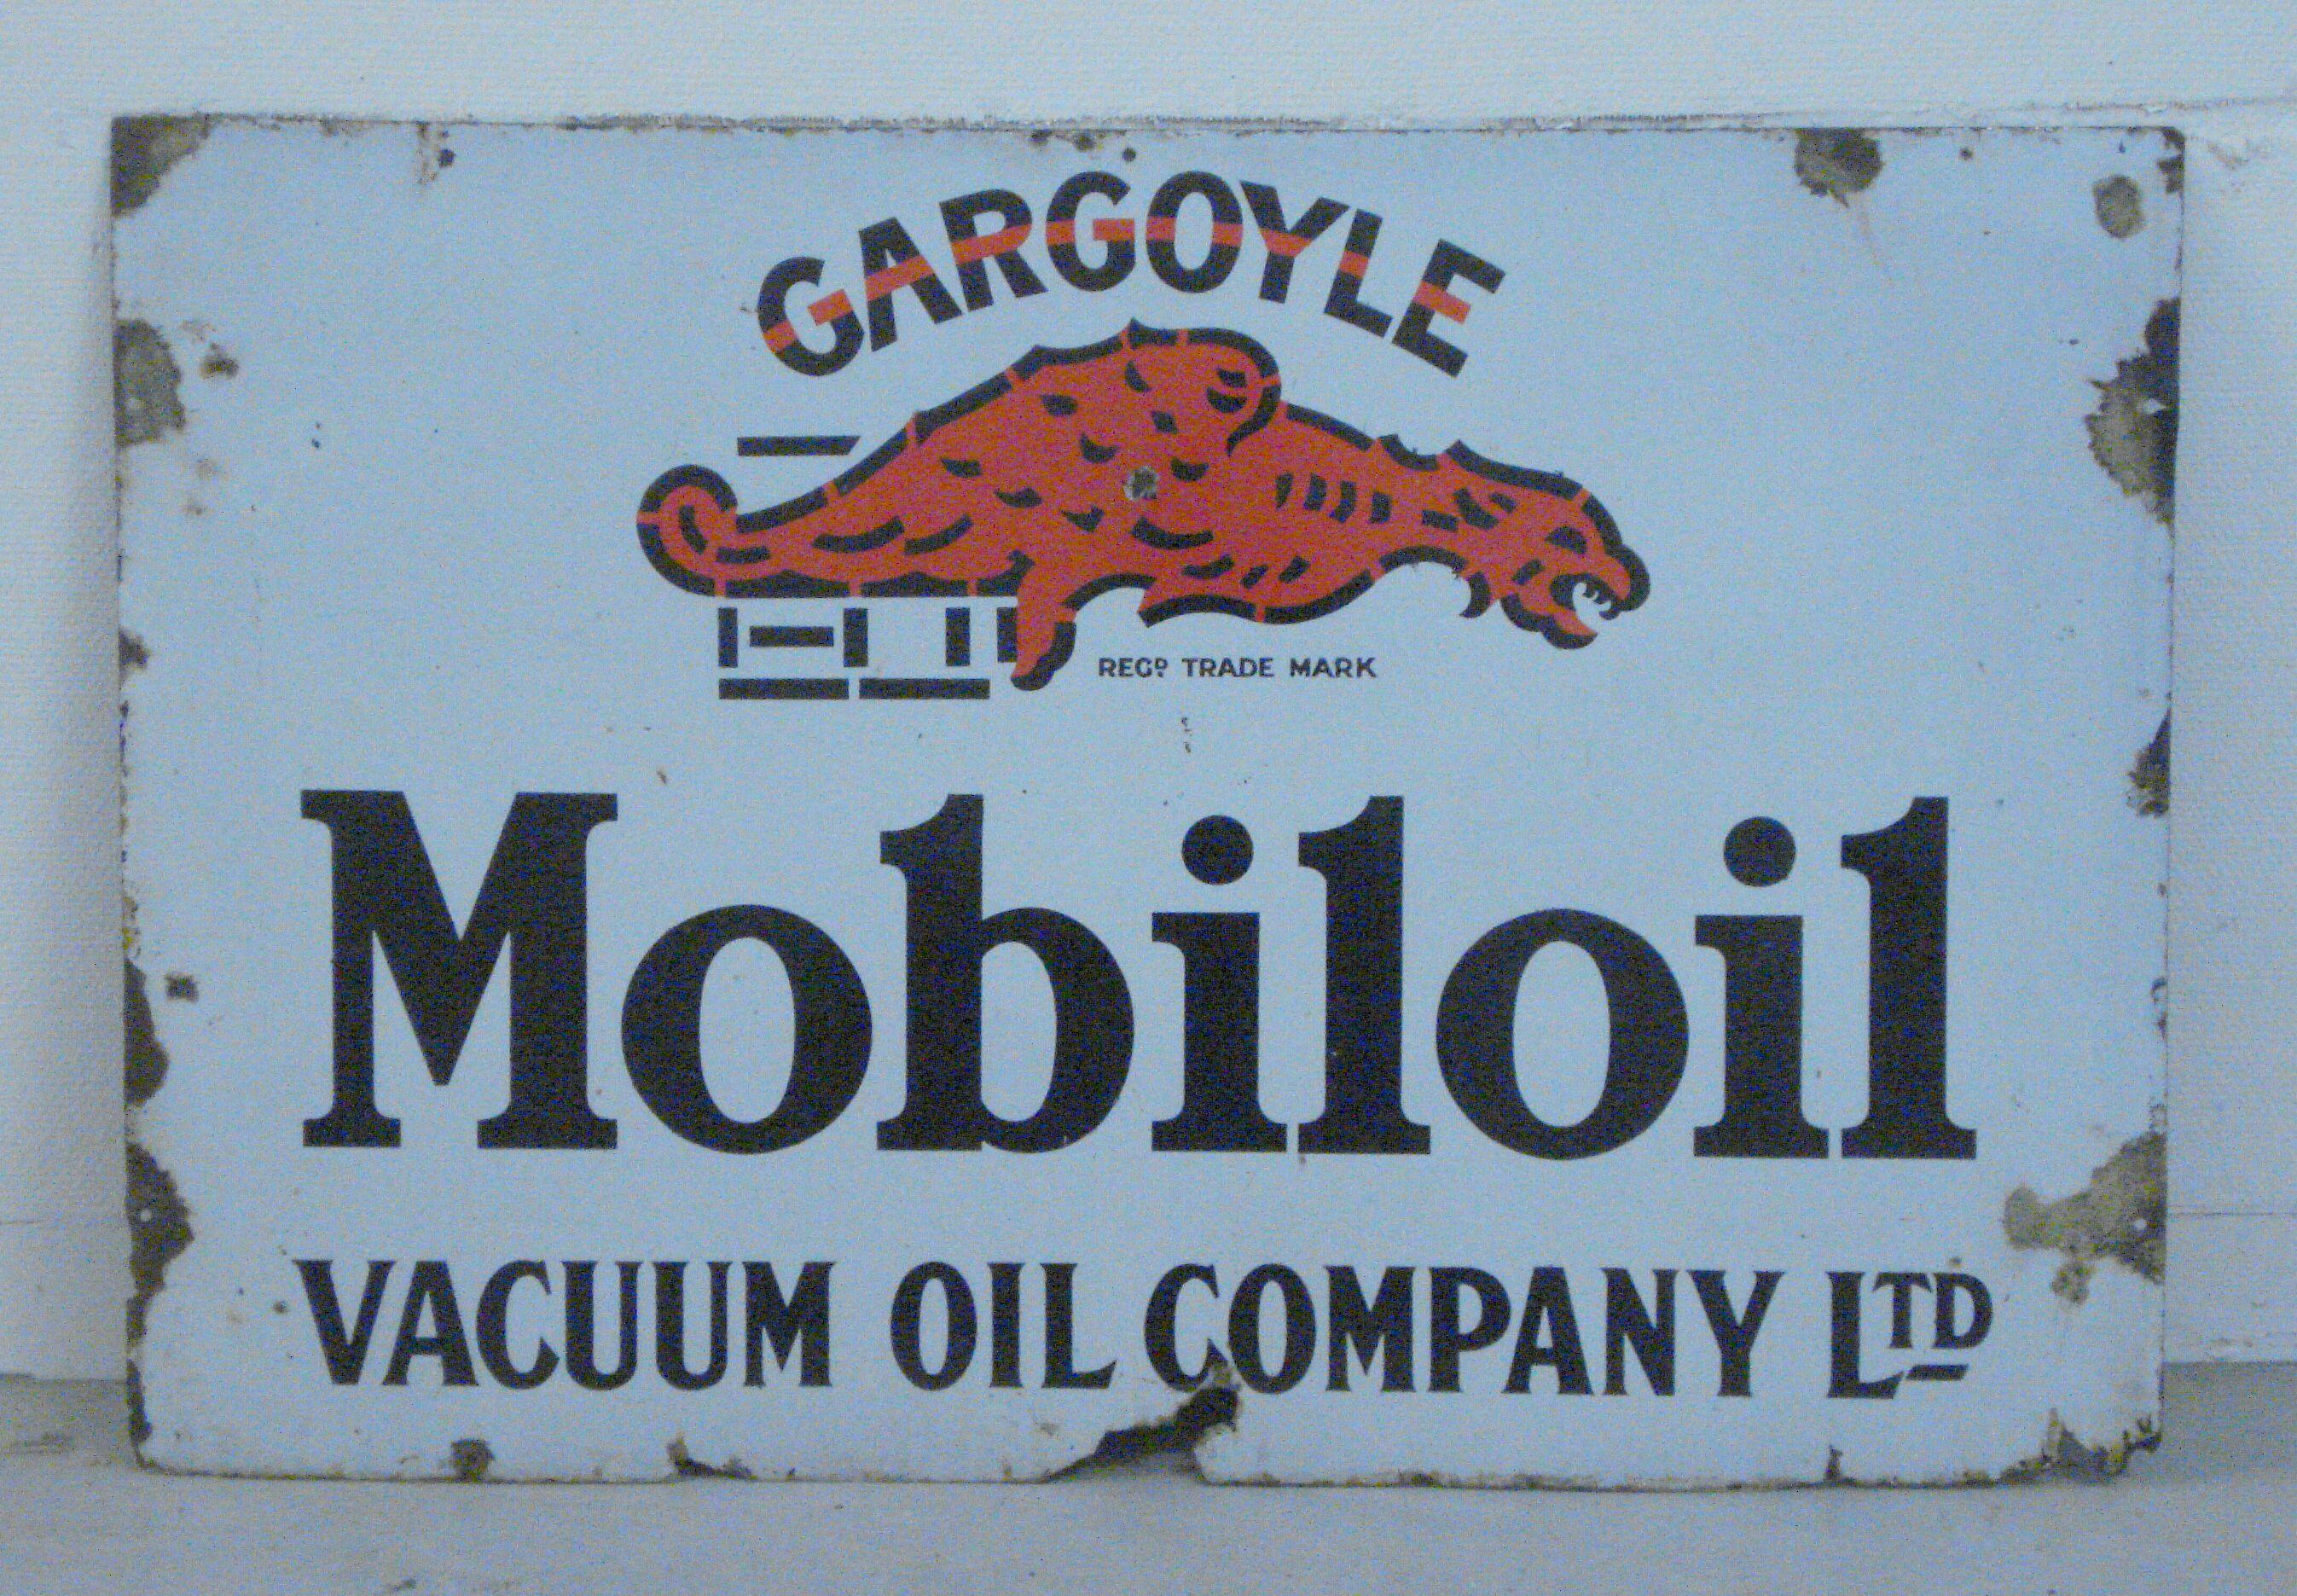 GARGOYLE
REGD TRADE MARK
Mobiloil
VACUUM OIL COMPANY LTD